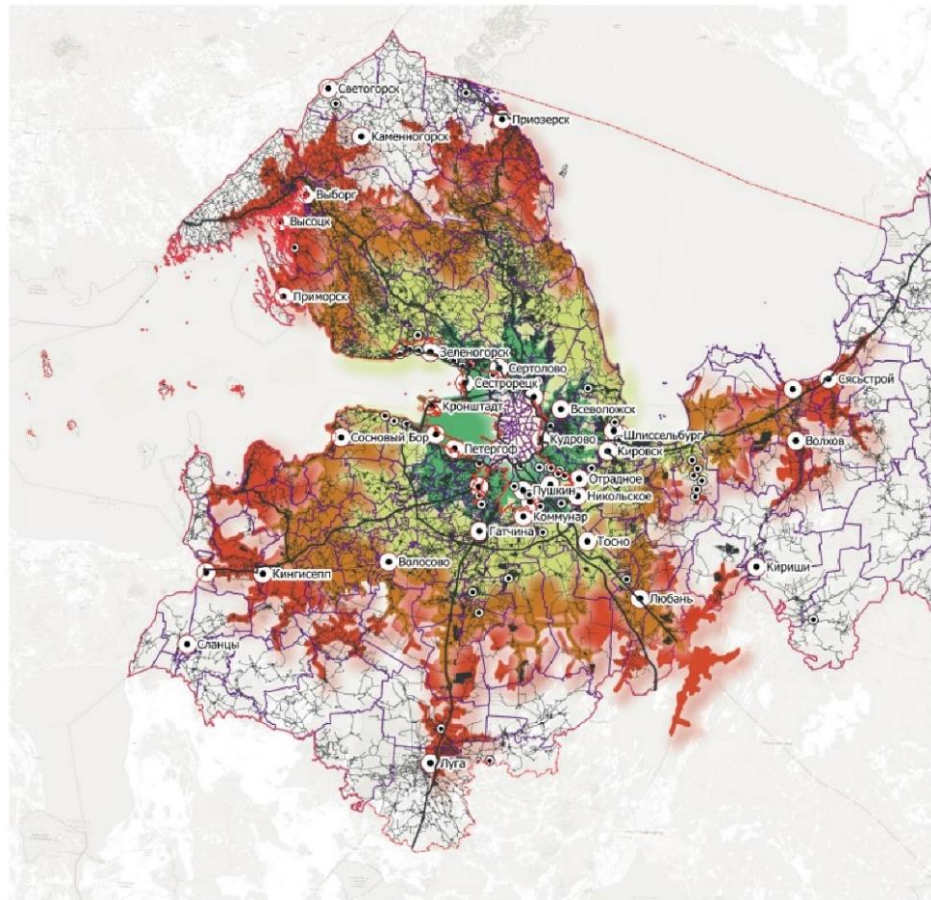 Светогорск
Приозерск
Каменногорск
Выборг
Высоцк
Приморск
Зеленогорск
Сертолово
Сестрорецк
Сясьстрой
Кронштадт
Всеволожск
Сосновый Бор
Кудрово
Шлиссельбург
Волхов
Петергоф
Кировск
Отрадное
Пушкин
Никольское
Коммунар
Гатчина
Тосно
Волосово
Кириши
Кингисепп
Любань
Сланцы
Луга